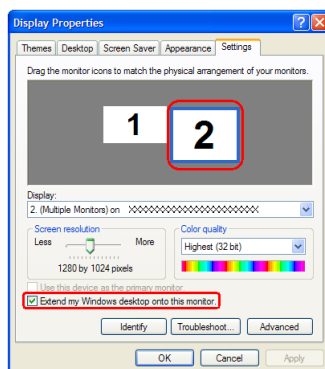 Display Properties
Themes Desktop Screen Saver Appearance Settings
Drag the monitor icons to match the physical arrangement of your monitors.
1 2
Display:
2. (Multiple Monitors) on XXXXXXXXXXXXXXXXXXXXXX
Screen resolution Color quality
Less More Highest (32 bit)
1280 by 1024 pixels
Use this device as the primary monitor.
Extend my Windows desktop onto this monitor.
Identify Troubleshoot... Advanced
OK Cancel Apply